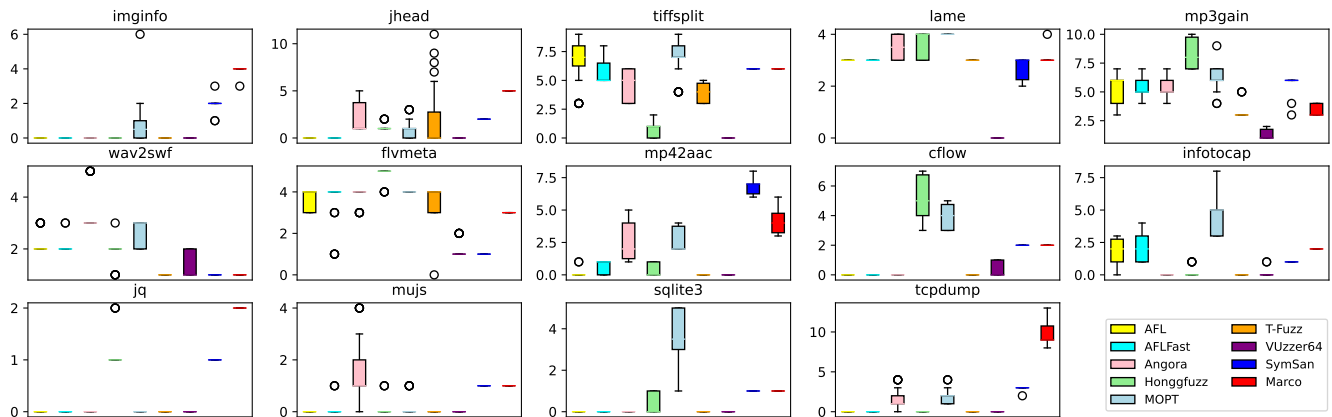 imginfo jhead tiffsplit lame mp3gain
6 4 2 0
10 5 0
7.5 5.0 2.5 0.0
4 2 0
10.0 7.5 5.0 2.5
wav2swf flvmeta mp42aac cflow infotocap
4 2 0
4 2 0
7.5 5.0 2.5 0.0
6 4 2 0
7.5 5.0 2.5 0.0
jq mujs sqlite3 tcpdump
2 1 0
4 2 0
4 2 0
10 5 0
AFL
AFLFast
Angora
Honggfuzz
MOPT
T-Fuzz
VUzzer64
SymSan
Marco